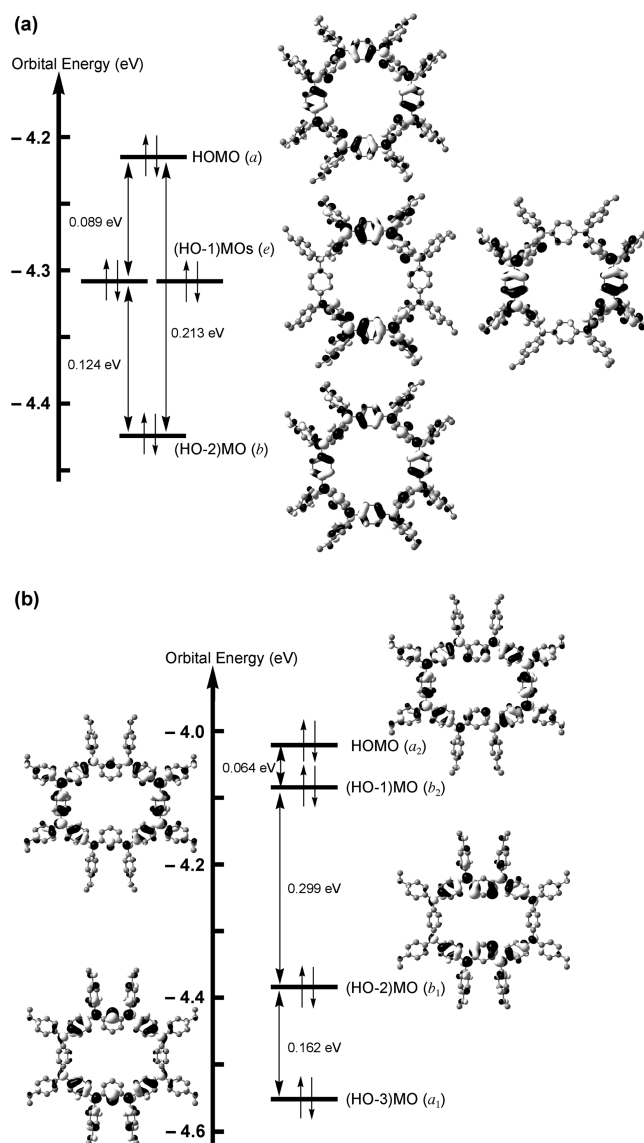 (a)
Orbital Energy (eV)
– 4.2
HOMO (a)
0.089 eV
(HO-1)MOs (e)
– 4.3
0.213 eV
0.124 eV
– 4.4
(HO-2)MO (b)
(b)
Orbital Energy (eV)
– 4.0
HOMO (a2)
0.064 eV
(HO-1)MO (b2)
– 4.2
0.299 eV
– 4.4
(HO-2)MO (b1)
0.162 eV
(HO-3)MO (a1)
– 4.6